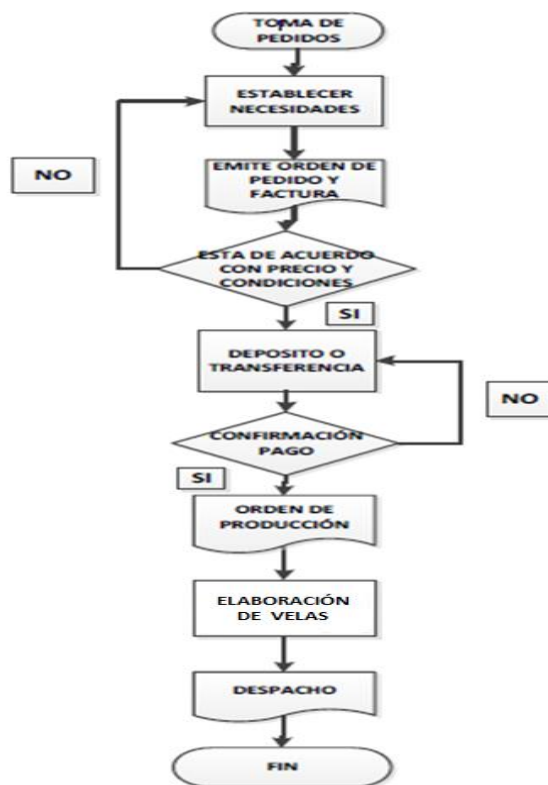 TOMA DE
PEDIDOS
ESTABLECER
NECESIDADES
NO
EMITE ORDEN DE
PEDIDO Y
FACTURA
ESTA DE ACUERDO
CON PRECIO Y
CONDICIONES
SI
DEPOSITO O
TRANSFERENCIA
NO
CONFIRMACIÓN
PAGO
SI
ORDEN DE
PRODUCCIÓN
ELABORACIÓN
DE VELAS
DESPACHO
FIN